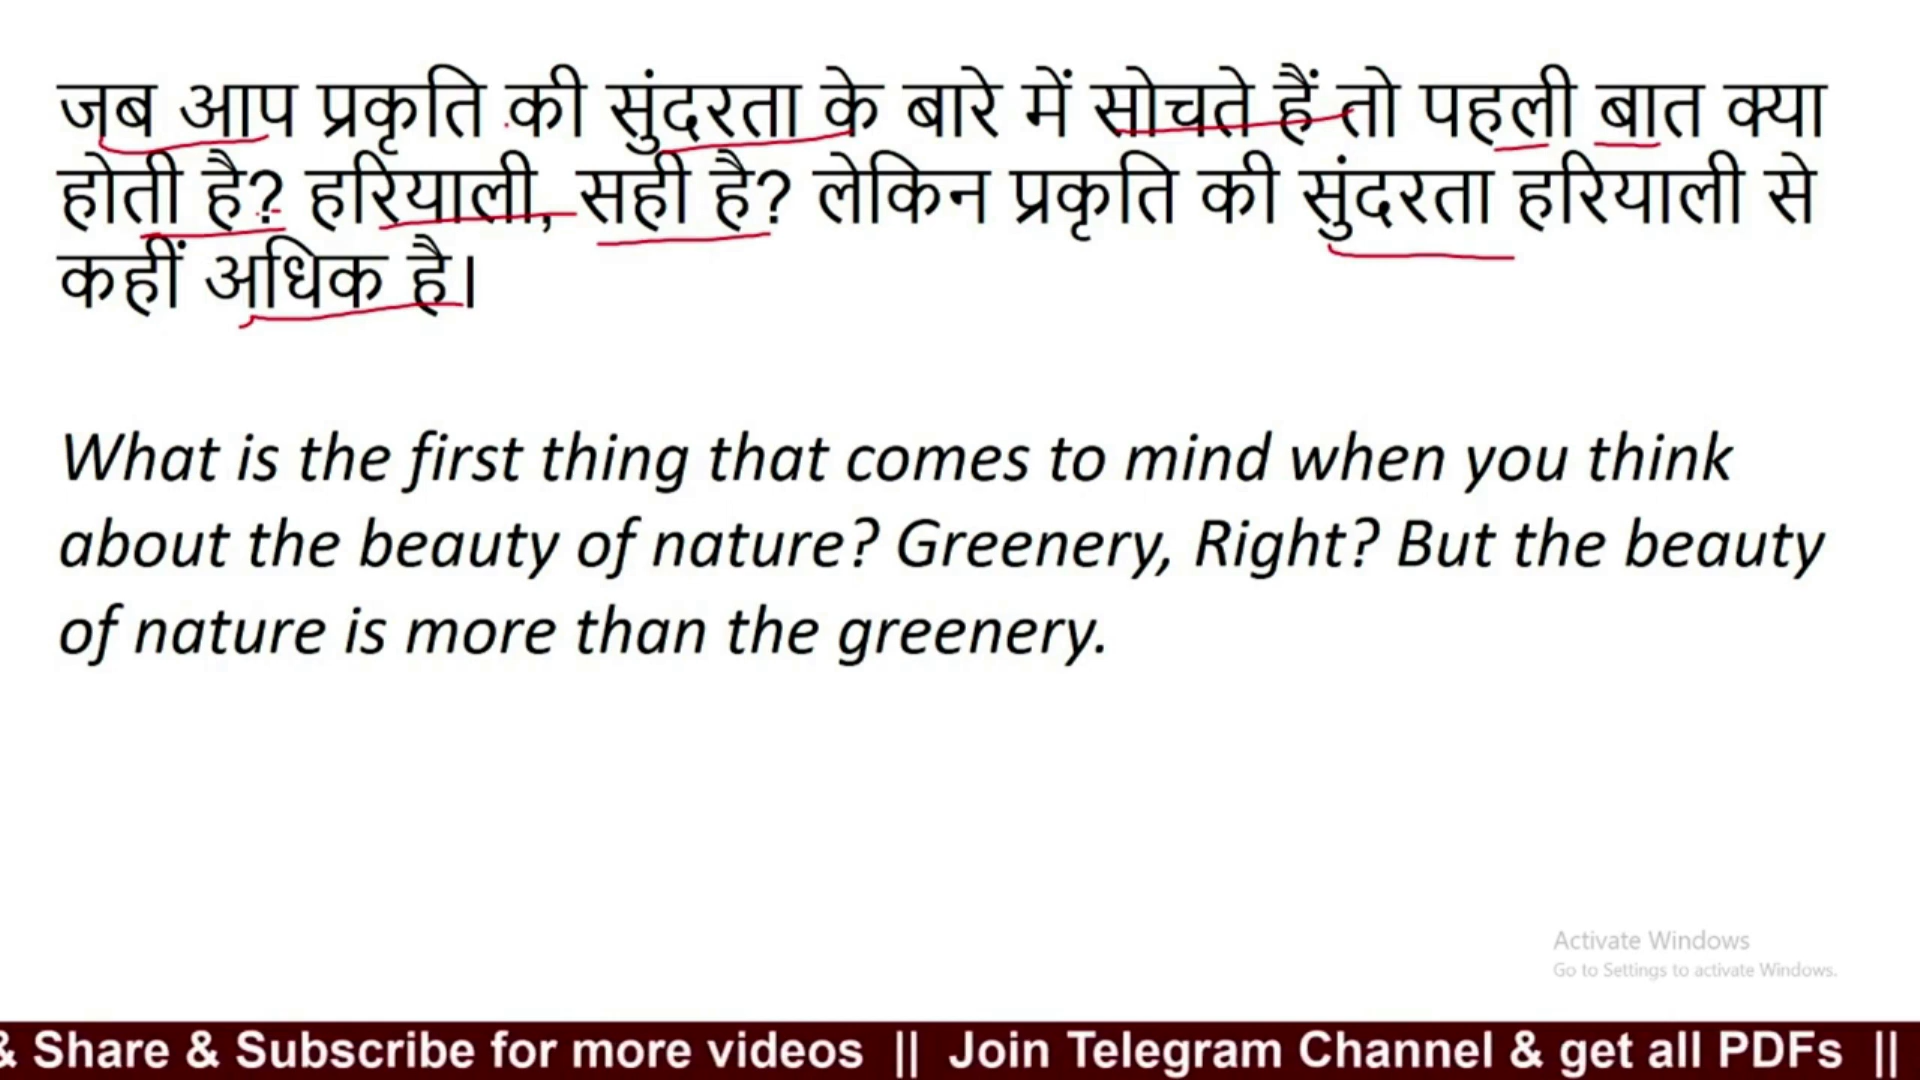 जब आप प्रकृति की सुंदरता के बारे में सोचते हैं तो पहली बात क्या
होती है? हरियाली, सही है? लेकिन प्रकृति की सुंदरता हरियाली से
कहीं अधिक है।
What is the first thing that comes to mind when you think
about the beauty of nature? Greenery, Right? But the beauty
of nature is more than the greenery.
Activate Windows
Go to Settings to activate Windows.
& Share & Subscribe for more videos || Join Telegram Channel & get all PDFs ||